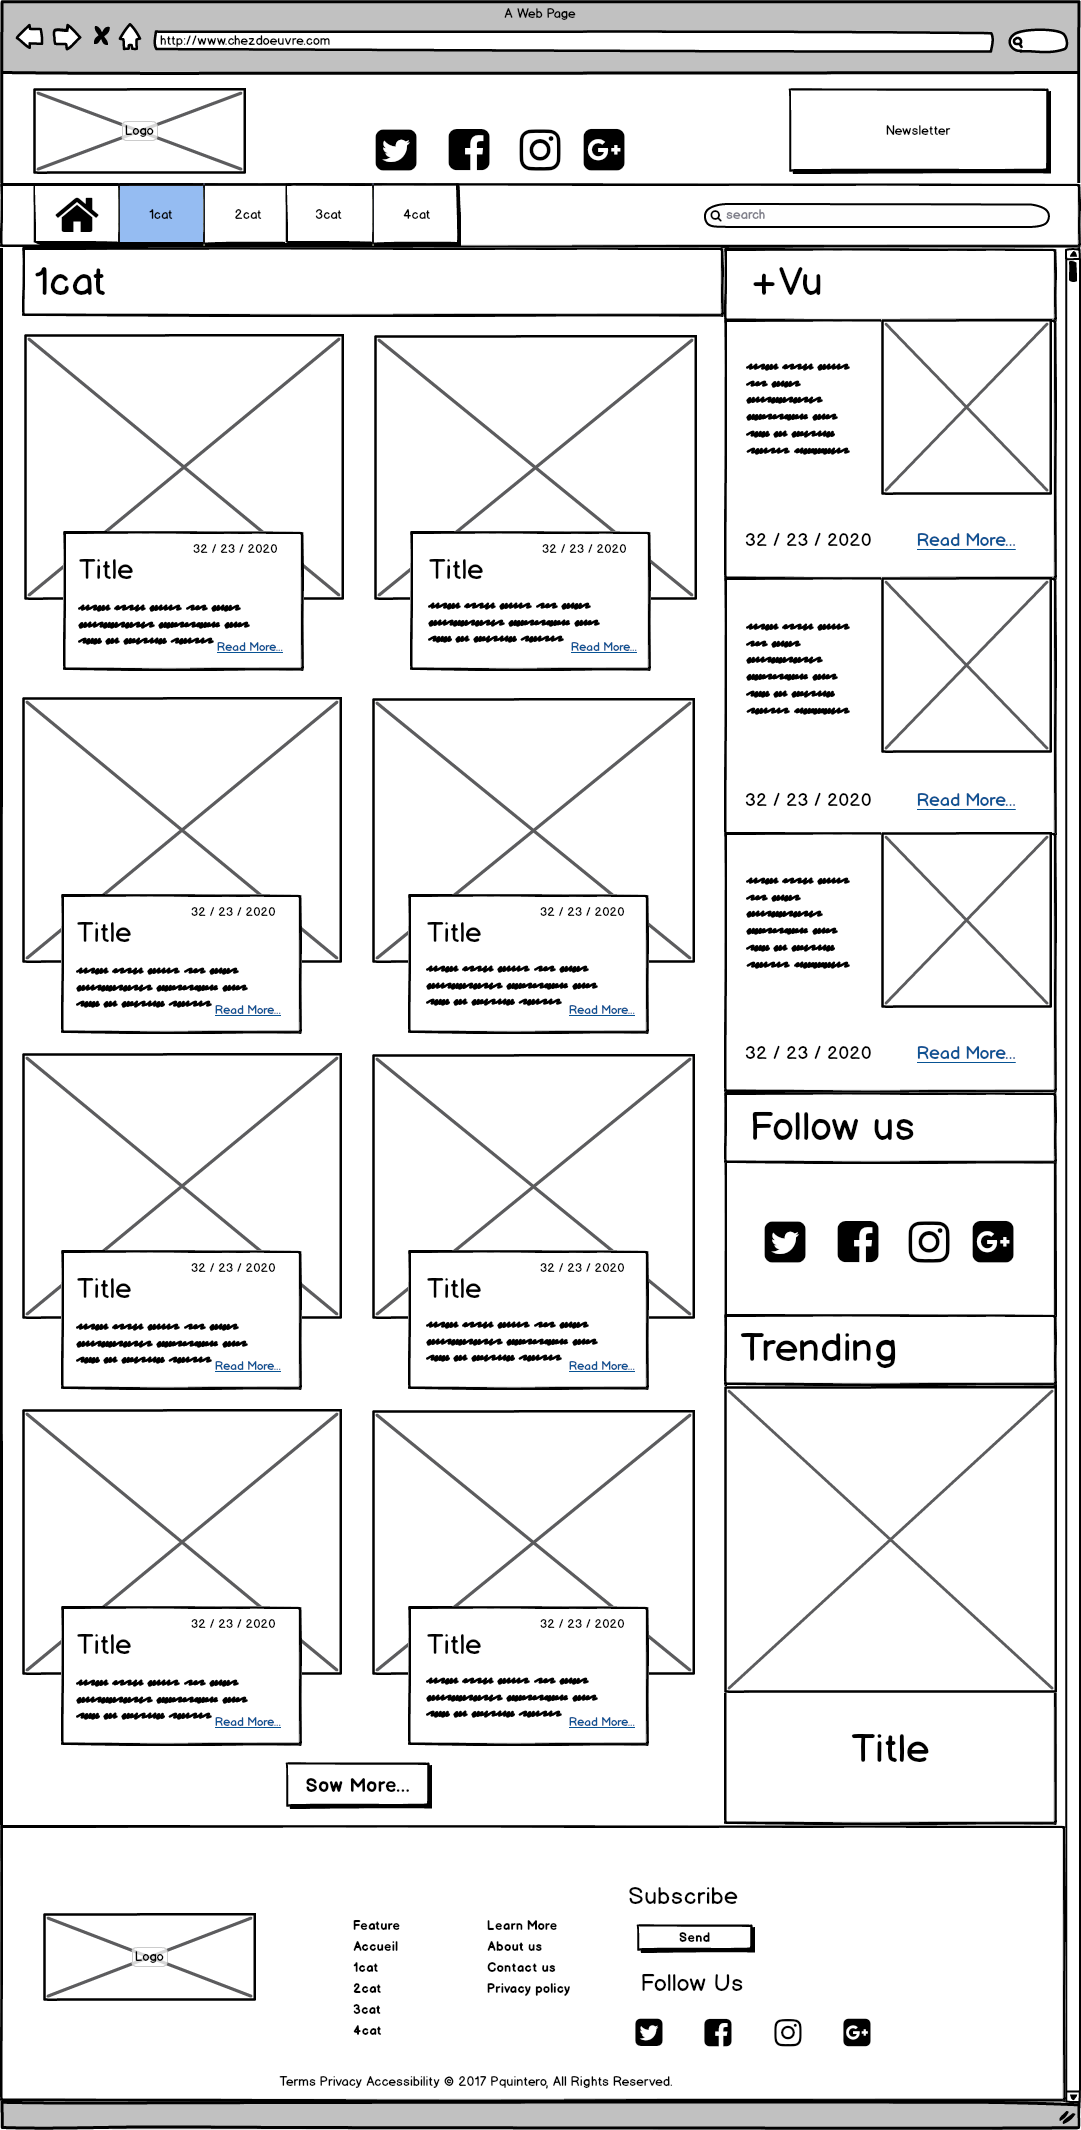 A Web Page
http://www.chezdoeuvre.com
Logo
Newsletter
1cat
2cat
3cat
4cat
search
1cat
32 / 23 / 2020
Title
Read More...
32 / 23 / 2020
Title
Read More...
32 / 23 / 2020
Title
Read More...
32 / 23 / 2020
Title
Read More...
32 / 23 / 2020
Title
Read More...
32 / 23 / 2020
Title
Read More...
32 / 23 / 2020
Title
Read More...
32 / 23 / 2020
Title
Read More...
Sow More...
+Vu
32 / 23 / 2020 Read More...
32 / 23 / 2020 Read More...
32 / 23 / 2020 Read More...
Follow us
Trending
Title
Logo
Feature
Accueil
1cat
2cat
3cat
4cat
Learn More
About us
Contact us
Privacy policy
Subscribe
Send
Follow Us
Terms Privacy Accessibility © 2017 Pquintero, All Rights Reserved.